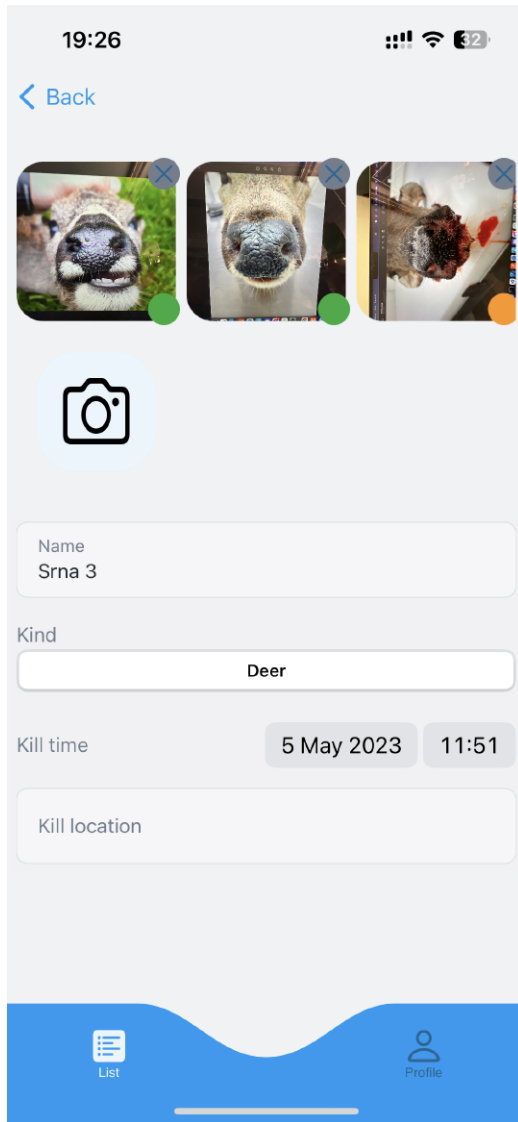 19:26
32
Back
Name
Srna 3
Kind
Deer
Kill time
5 May 2023
11:51
Kill location
List
Profile